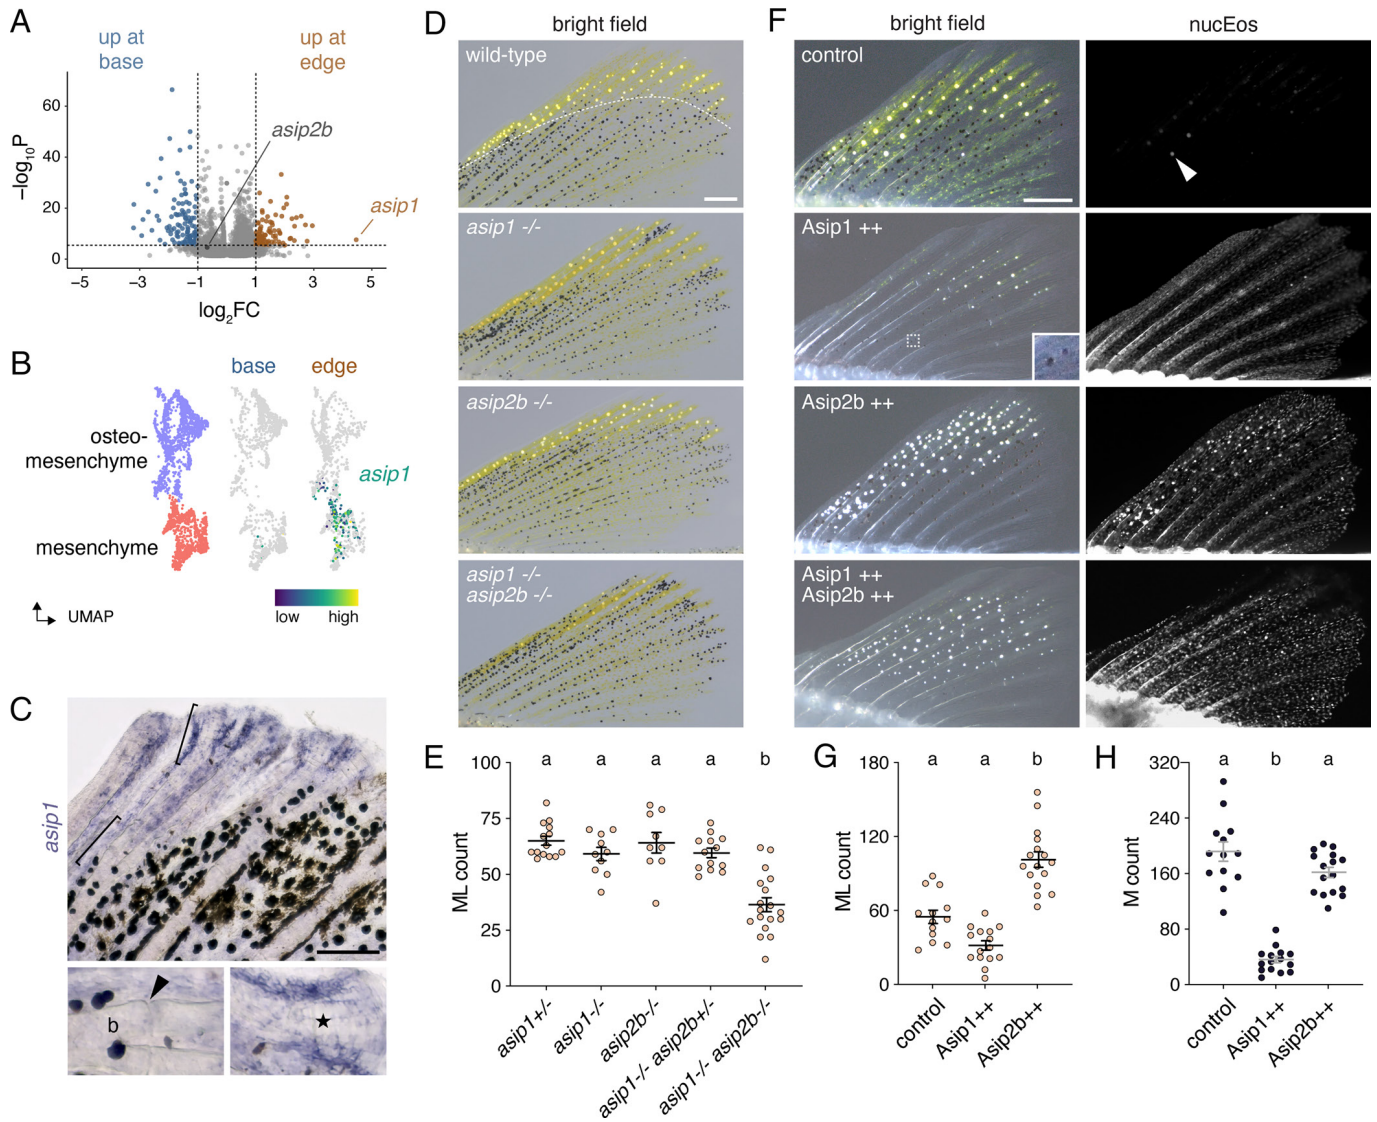 A
up at
base
up at
edge
asip2b
asip1
−log10P
60
40
20
0
−5
−3
−1
1
3
5
log2FC
B
base
edge
osteo-
mesenchyme
asip1
mesenchyme
low
high
UMAP
C
asip1
b
D
bright field
wild-type
asip1 -/-
asip2b -/-
asip1 -/-
asip2b -/-
E
ML count
100
75
50
25
0
a
a
a
a
b
asip1+/-
asip1-/-
asip2b-/-
asip1-/- asip2b+/-
asip1-/- asip2b-/-
F
bright field
nucEos
control
Asip1 ++
Asip2b ++
Asip1 ++
Asip2b ++
G
ML count
180
120
60
0
a
a
b
control
Asip1++
Asip2b++
H
M count
320
240
160
80
0
a
b
a
control
Asip1++
Asip2b++